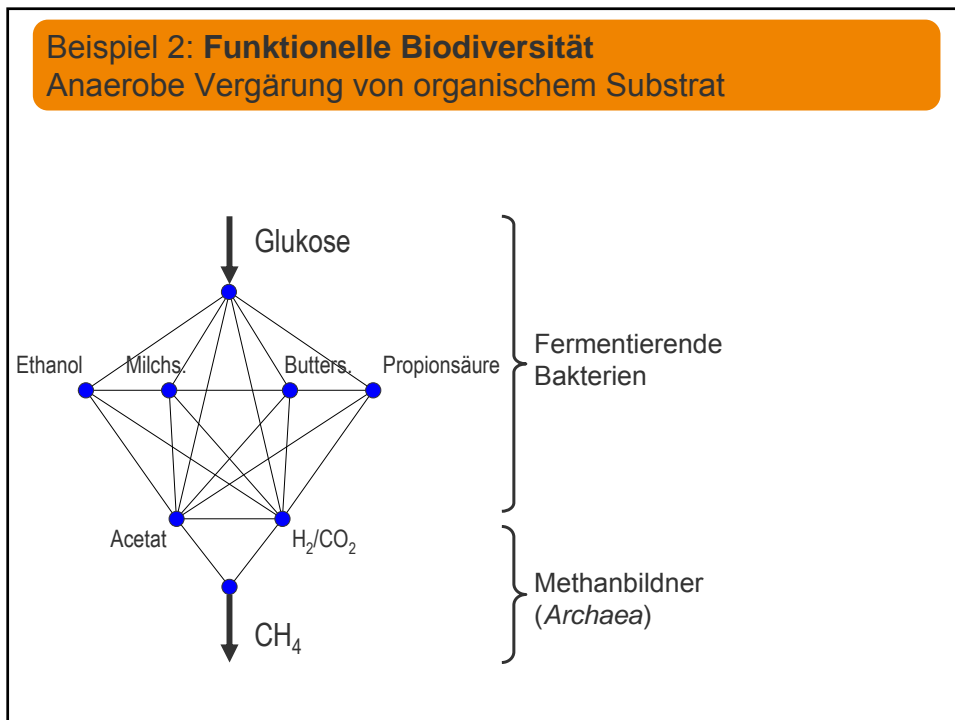 Beispiel 2: Funktionelle Biodiversität
Anaerobe Vergärung von organischem Substrat
Glukose
Ethanol
Milchs.
Butters.
Propionsäure
Fermentierende
Bakterien
Acetat
H₂/CO₂
Methanbildner
(Archaea)
CH₄